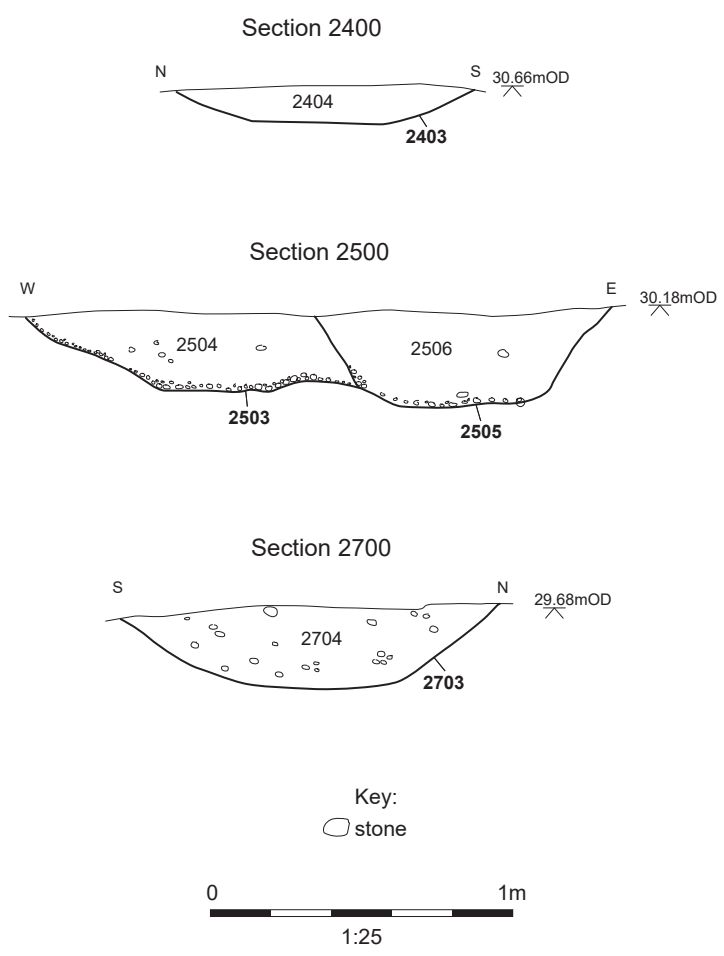 Section 2400
N
S
30.66mOD
2404
2403
Section 2500
W
E
30.18mOD
2504
2506
2503
2505
Section 2700
S
N
29.68mOD
2704
2703
Key:
stone
0
1m
1:25